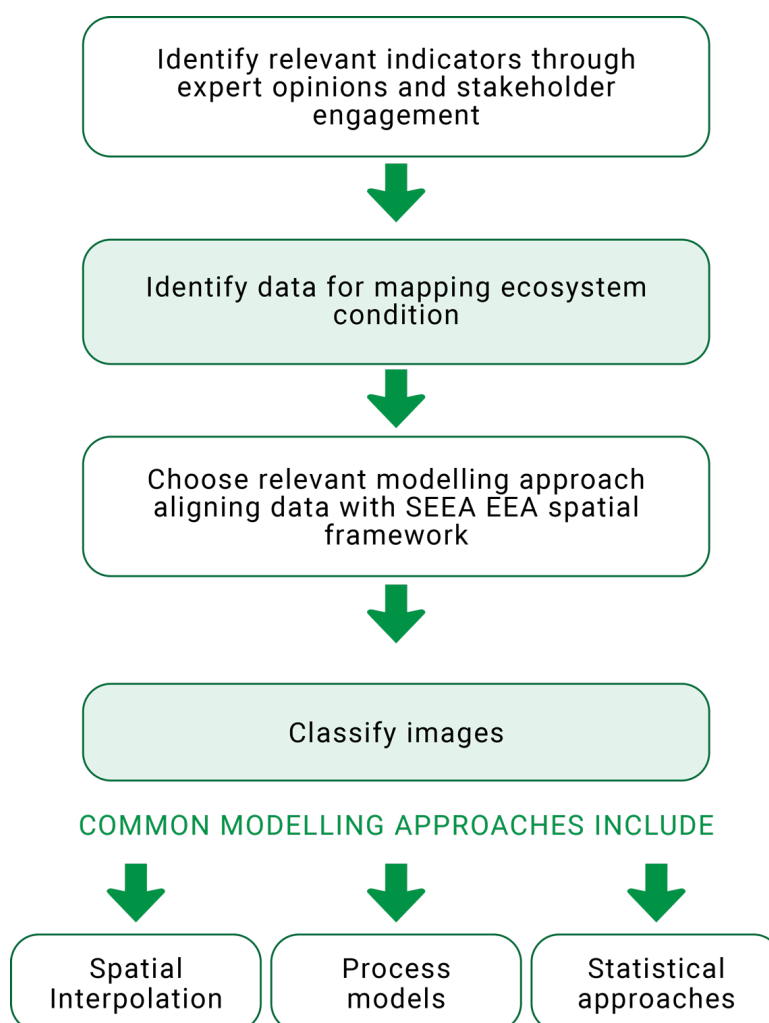 Identify relevant indicators through
expert opinions and stakeholder
engagement
Identify data for mapping ecosystem
condition
Choose relevant modelling approach
aligning data with SEEA EEA spatial
framework
Classify images
COMMON MODELLING APPROACHES INCLUDE
Spatial
Interpolation
Process
models
Statistical
approaches